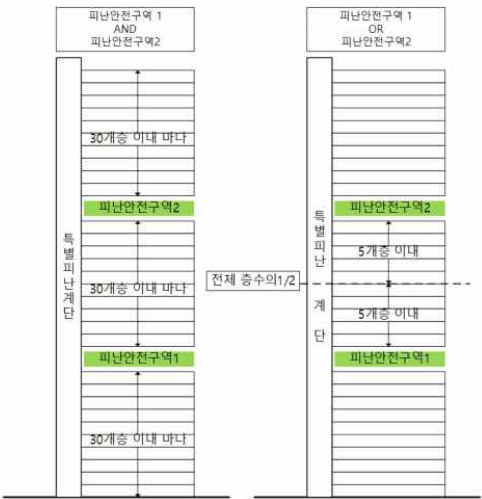 피난안전구역 1
AND
피난안전구역2
30개층 이내 마다
피난안전구역2
특별피난계단
30개층 이내 마다
피난안전구역1
30개층 이내 마다
피난안전구역 1
OR
피난안전구역2
피난안전구역2
특별피난 계 단
5개층 이내
전체 층수의1/2
5개층 이내
피난안전구역1